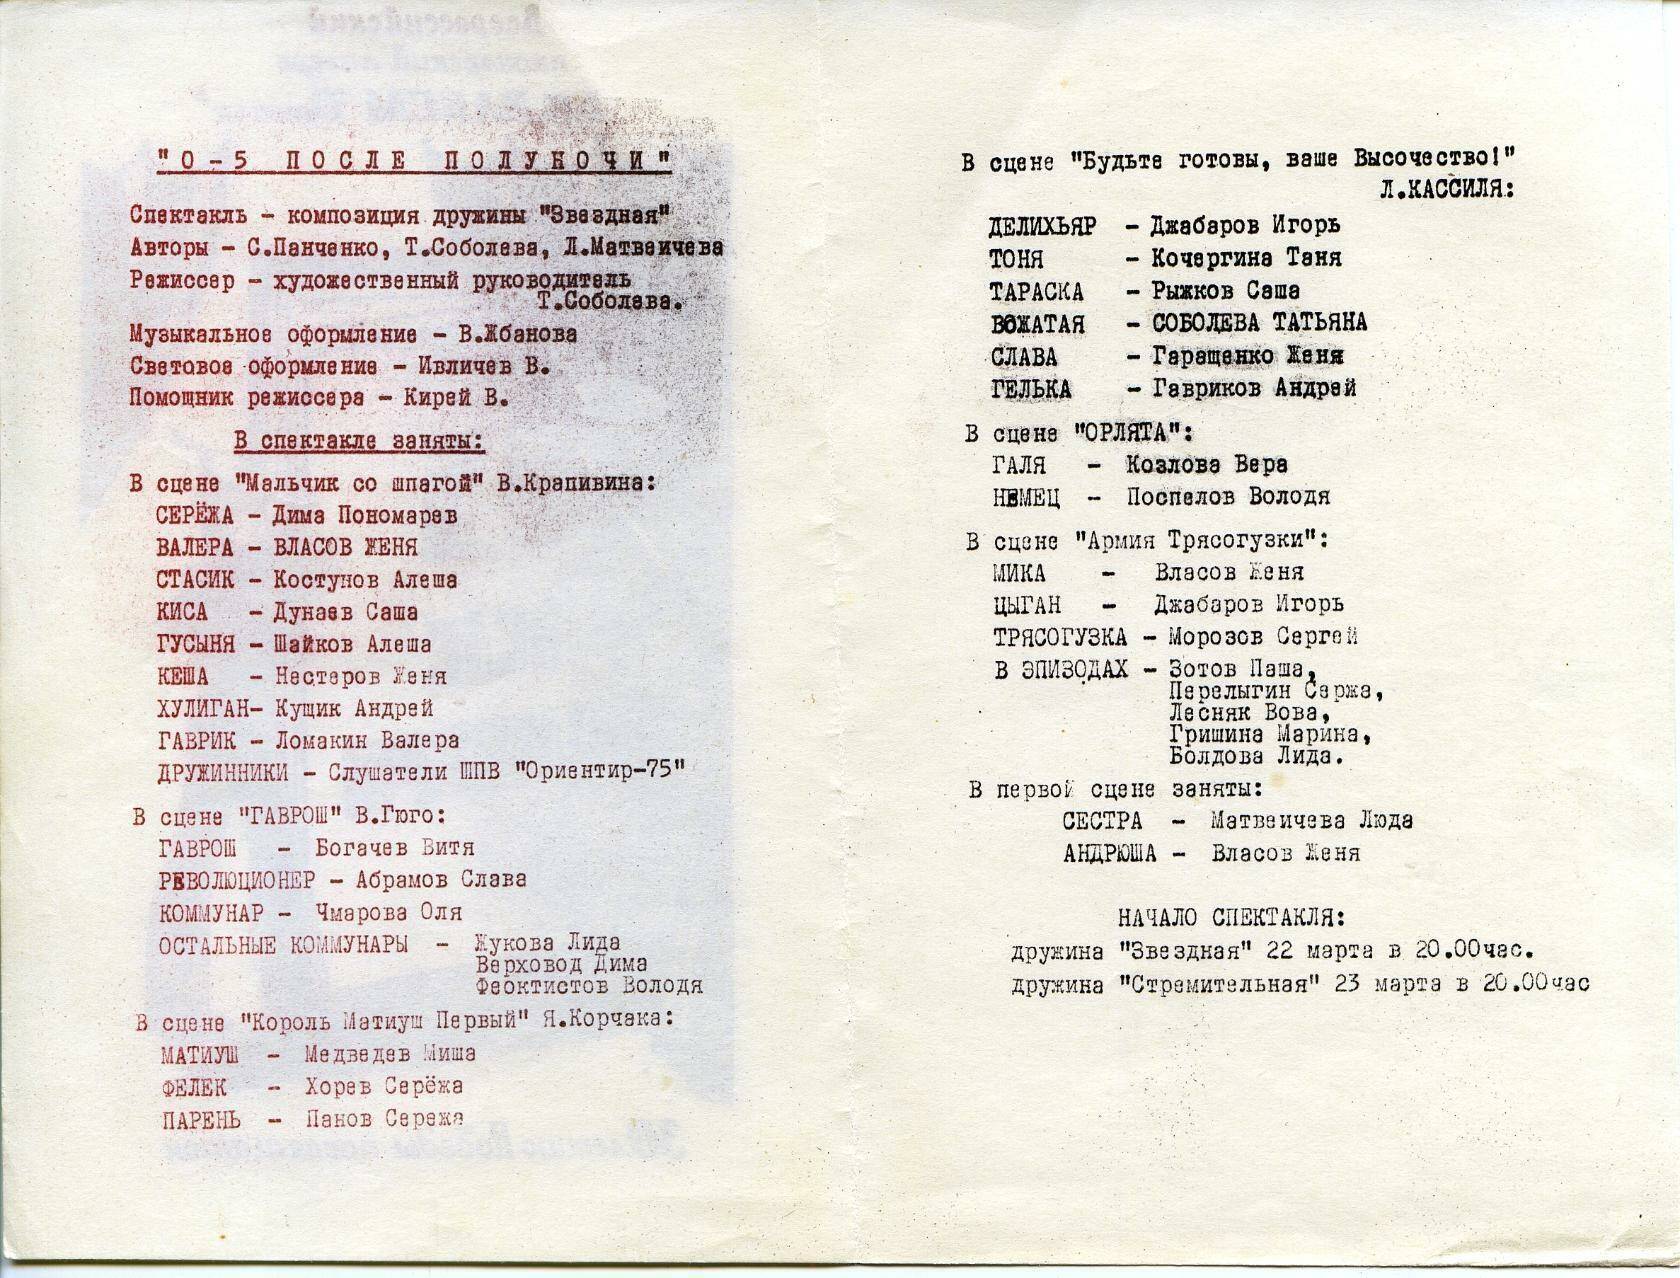 "0-5 ПОСЛЕ ПОЛУНОЧИ"
Спектакль - композиция дружины "Звездная"
Авторы - С.Панченко, Т.Соболева, Л.Матвеичева
Режиссер - художественный руководитель
Т.Соболева.
Музыкальное оформление - В.Жбанова
Световое оформление - Ивличев В.
Помощник режиссера - Кирей В.
В спектакле заняты:
В сцене "Мальчик со шпагой" В.Крапивина:
СЕРЁЖА - Дима Пономарев
ВАЛЕРА - ВЛАСОВ ЖЕНЯ
СТАСИК - Костунов Алеша
КИСА - Дунаев Саша
ГУСЫНЯ - Шайков Алеша
КЕША - Нестеров Женя
ХУЛИГАН- Кущик Андрей
ГАВРИК - Ломакин Валера
ДРУЖИННИКИ - Слушатели ШПВ "Ориентир-75"
В сцене "ГАВРОШ" В.Гюго:
ГАВРОШ - Богачев Витя
РЕВОЛЮЦИОНЕР - Абрамов Слава
КОММУНАР - Чмарова Оля
ОСТАЛЬНЫЕ КОММУНАРЫ - Жукова Лида
Верховод Дима
Феоктистов Володя
В сцене "Король Матиуш Первый" Я.Корчака:
МАТИУШ - Медведев Миша
ФЕЛЕК - Хорев Серёжа
ПАРЕНЬ - Панов Сережа
В сцене "Будьте готовы, ваше Высочество!"
Л.КАССИЛЯ:
ДЕЛИХЬЯР - Джабаров Игорь
ТОНЯ - Кочергина Таня
ТАРАСКА - Рыжков Саша
ВОЖАТАЯ - СОБОЛЕВА ТАТЬЯНА
СЛАВА - Гаращенко Женя
ГЕЛЬКА - Гавриков Андрей
В сцене "ОРЛЯТА":
ГАЛЯ - Козлова Вера
НЕМЕЦ - Поспелов Володя
В сцене "Армия Трясогузки":
МИКА - Власов Женя
ЦЫГАН - Джабаров Игорь
ТРЯСОГУЗКА - Морозов Сергей
В ЭПИЗОДАХ - Зотов Паша,
Перелыгин Сержа,
Лесняк Вова,
Гришина Марина,
Болдова Лида.
В первой сцене заняты:
СЕСТРА - Матвеичева Люда
АНДРЮША - Власов Женя
НАЧАЛО СПЕКТАКЛЯ:
дружина "Звездная" 22 марта в 20.00час.
дружина "Стремительная" 23 марта в 20.00час